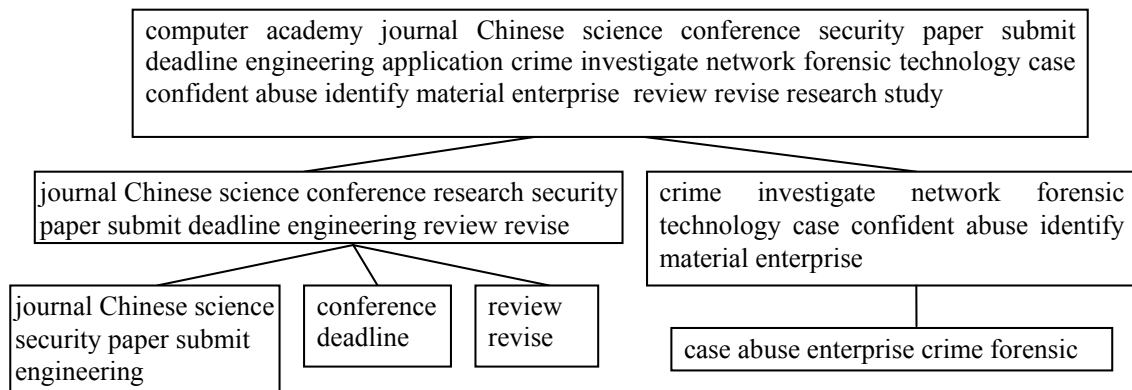 computer academy journal Chinese science conference security paper submit
deadline engineering application crime investigate network forensic technology case
confident abuse identify material enterprise review revise research study
journal Chinese science conference research security
paper submit deadline engineering review revise
crime investigate network forensic
technology case confident abuse identify
material enterprise
journal Chinese science
security paper submit
engineering
conference
deadline
review
revise
case abuse enterprise crime forensic